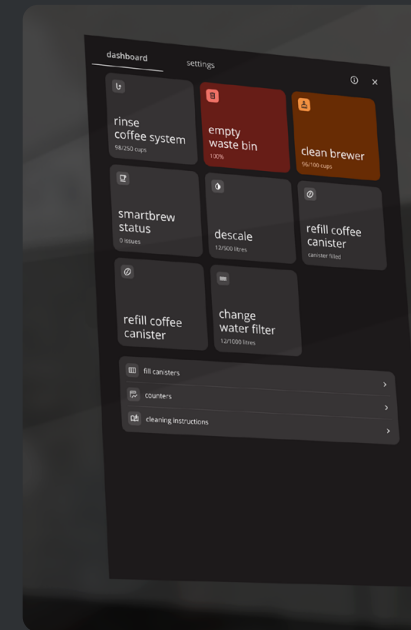 dashboard
settings
rinse
coffee system
98/250 cups
empty
waste bin
100%
clean brewer
96/100 cups
smartbrew
status
0 issues
descale
12/500 litres
refill coffee
canister
canister filled
refill coffee
canister
change
water filter
12/1000 litres
fill canisters
counters
cleaning instructions